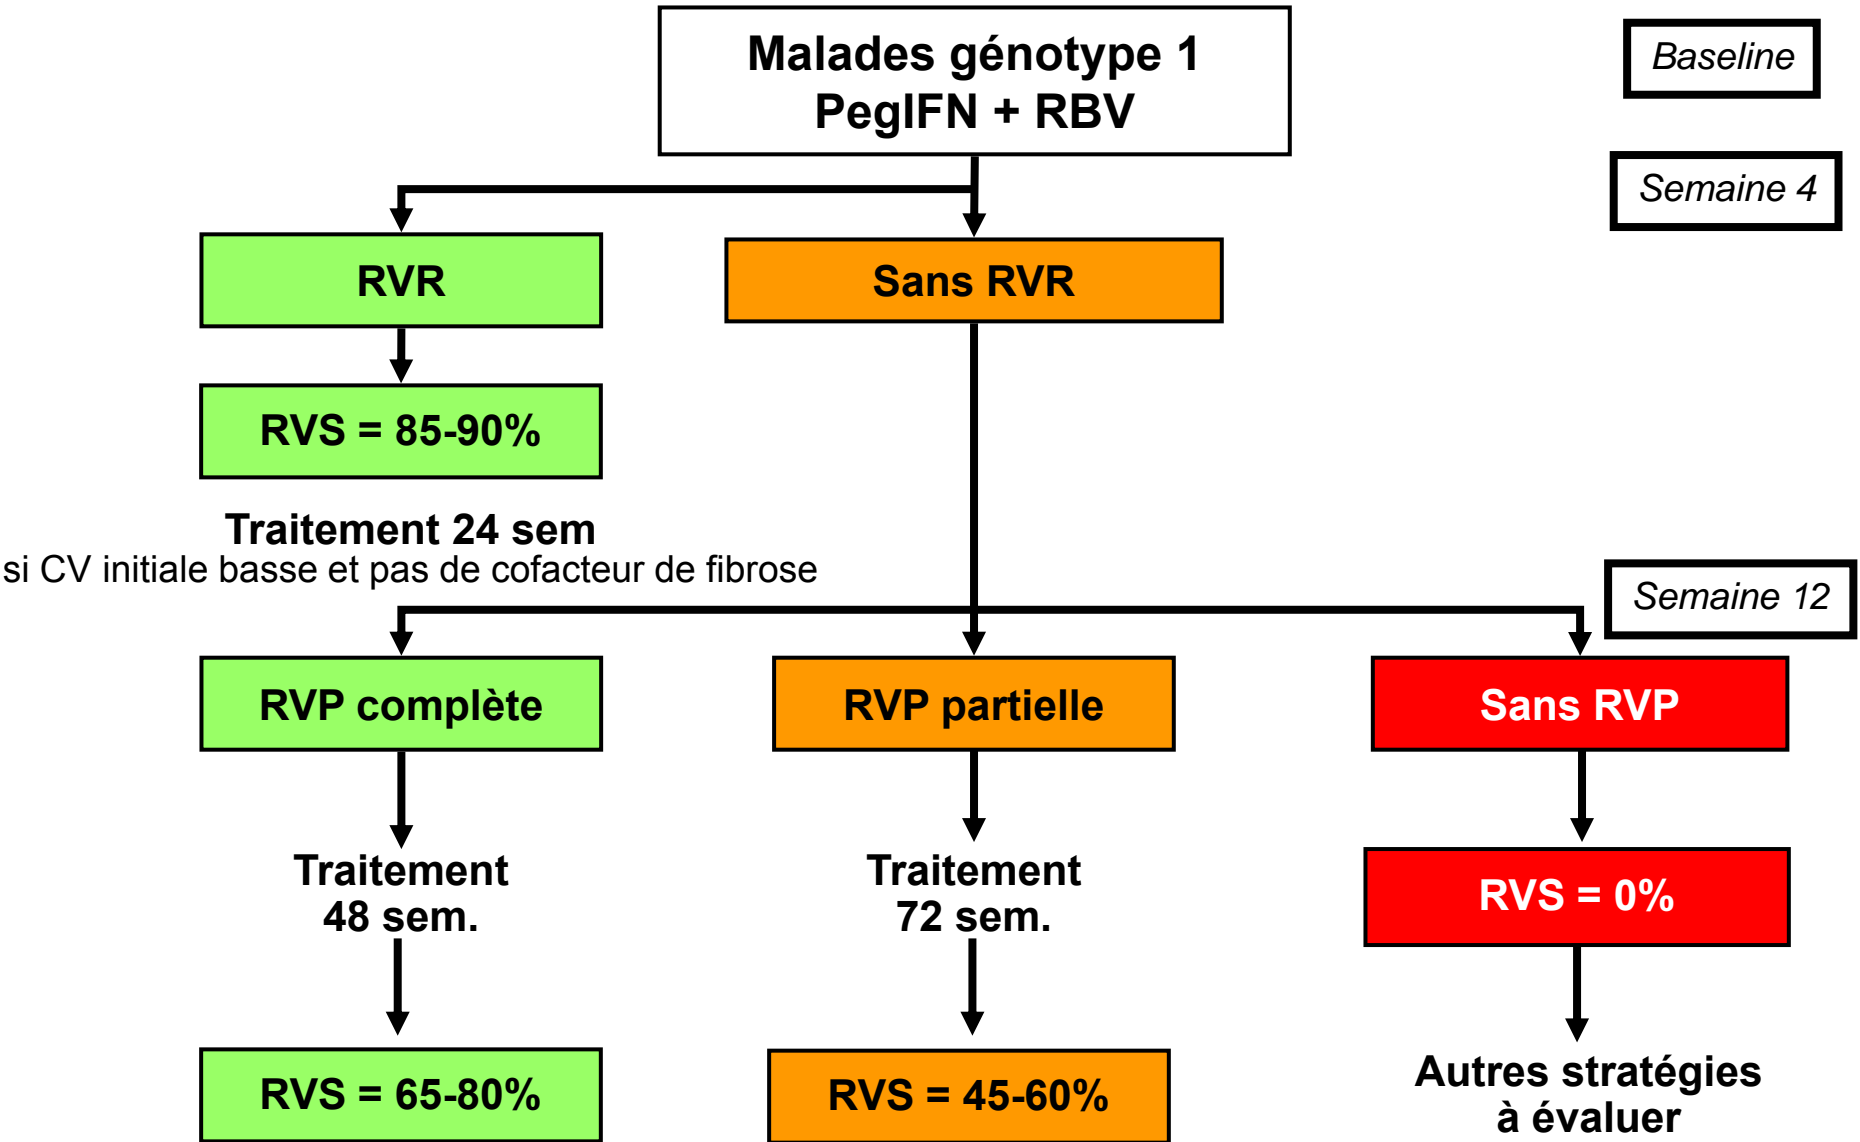 Malades génotype 1
PegIFN + RBV
Baseline
Semaine 4
RVR
Sans RVR
RVS = 85-90%
Traitement 24 sem
si CV initiale basse et pas de cofacteur de fibrose
Semaine 12
RVP complète
RVP partielle
Sans RVP
Traitement
48 sem.
Traitement
72 sem.
RVS = 0%
RVS = 65-80%
RVS = 45-60%
Autres stratégies
à évaluer